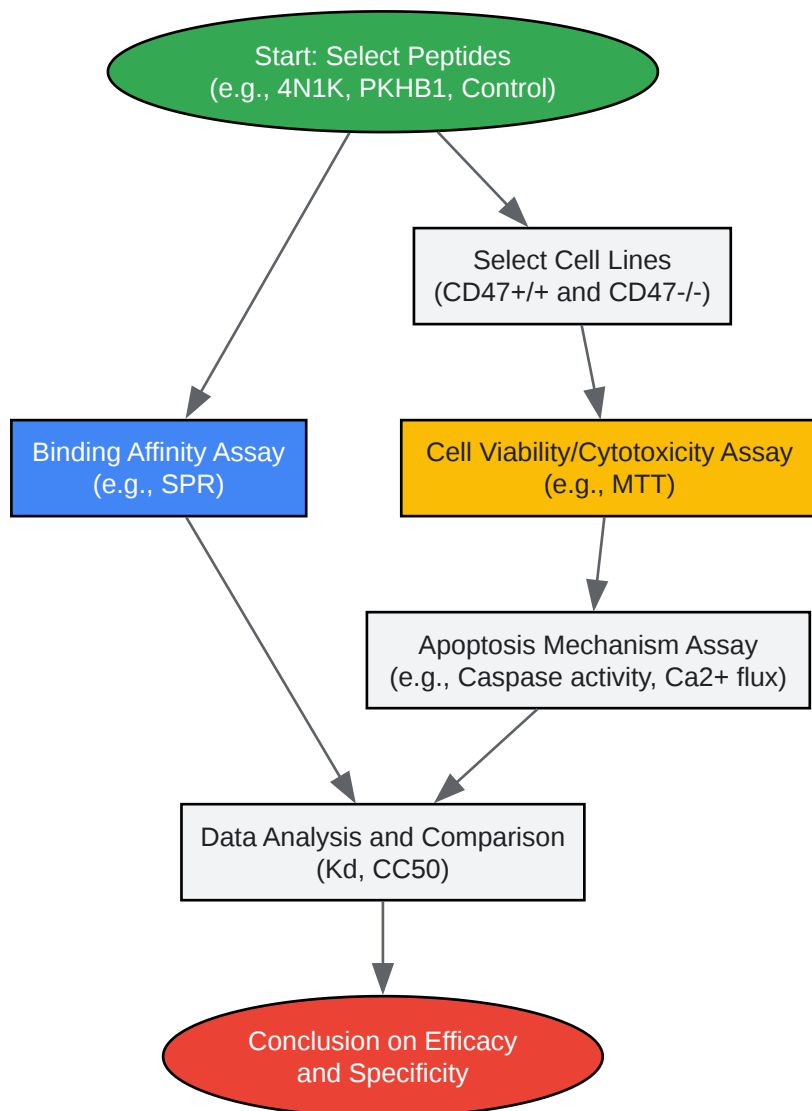 Start: Select Peptides
(e.g., 4N1K, PKHB1, Control)
Select Cell Lines
(CD47+/+ and CD47-/-)
Binding Affinity Assay
(e.g., SPR)
Cell Viability/Cytotoxicity Assay
(e.g., MTT)
Apoptosis Mechanism Assay
(e.g., Caspase activity, Ca2+ flux)
Data Analysis and Comparison
(Kd, CC50)
Conclusion on Efficacy
and Specificity